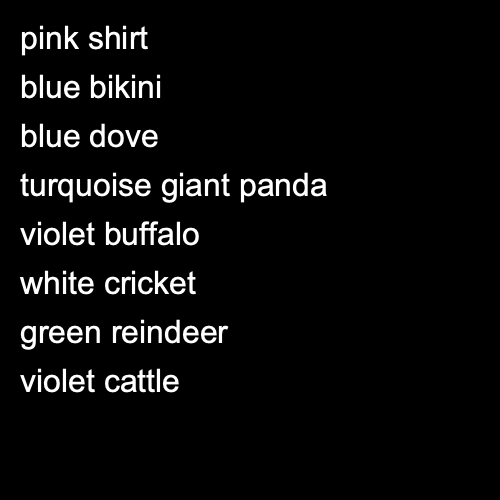 pink shirt
blue bikini
blue dove
turquoise giant panda
violet buffalo
white cricket
green reindeer
violet cattle